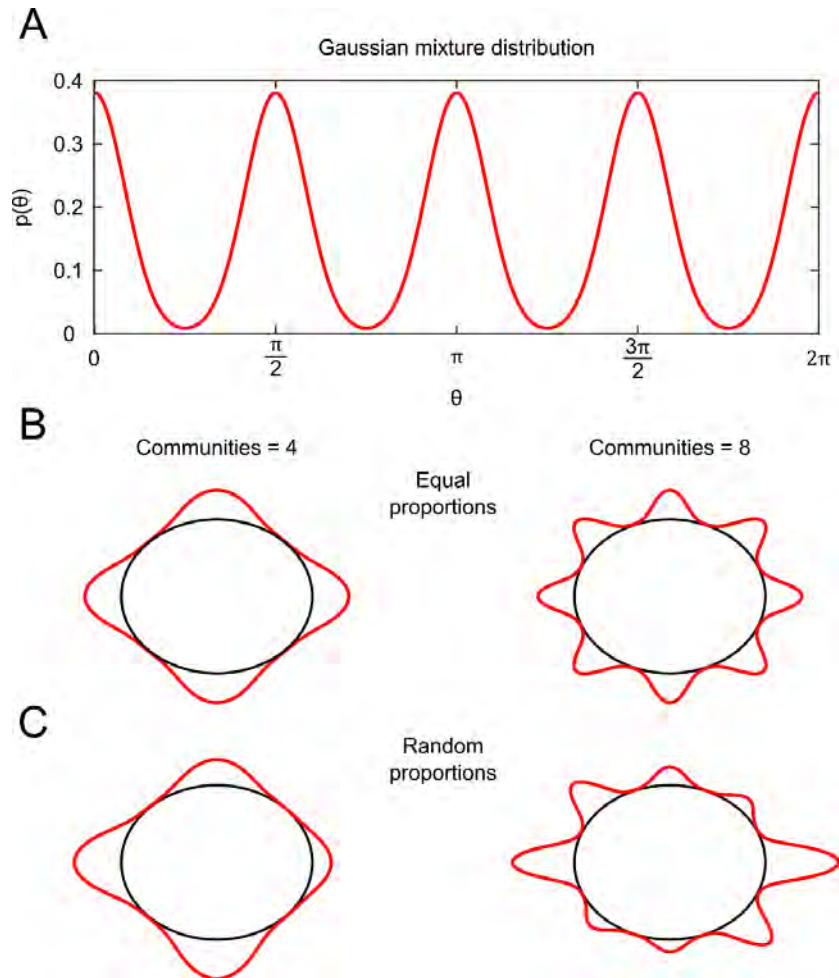 A
Gaussian mixture distribution
0.4
0.3
0.2
0.1
0
p(θ)
0
π/2
π
3π/2
2π
θ
B
Communities = 4
Communities = 8
Equal
proportions
C
Random
proportions